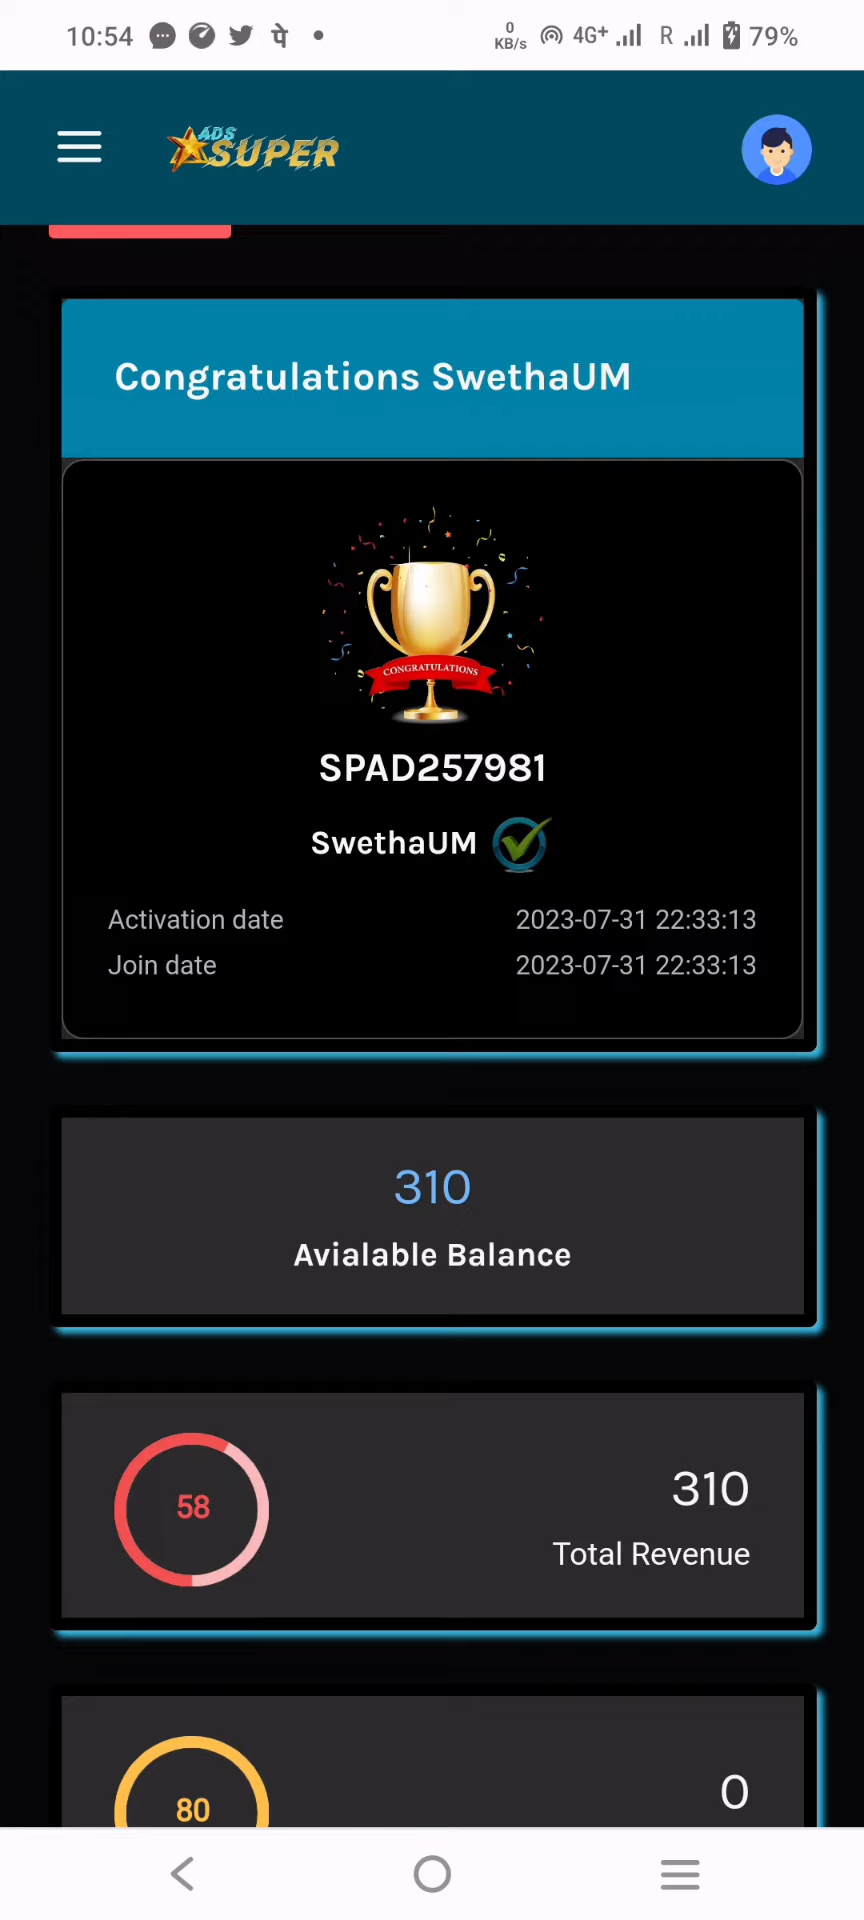 10:54
पे
0
KB/s
4G+
R
79%
ADS
SUPER
Congratulations SwethaUM
CONGRATULATIONS
SPAD257981
SwethaUM
Activation date 2023-07-31 22:33:13
Join date 2023-07-31 22:33:13
310
Avialable Balance
58
310
Total Revenue
80
0